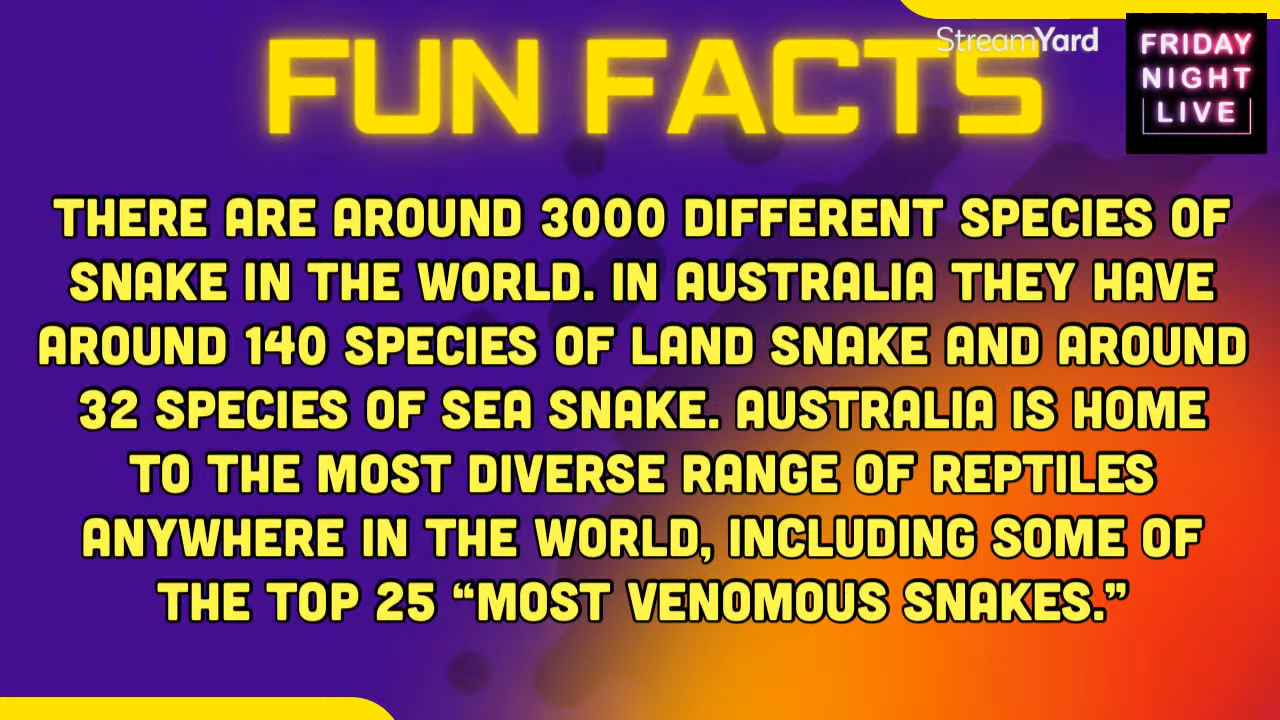 StreamYard
FUN FACTS
FRIDAY
NIGHT
LIVE
THERE ARE AROUND 3000 DIFFERENT SPECIES OF
SNAKE IN THE WORLD. IN AUSTRALIA THEY HAVE
AROUND 140 SPECIES OF LAND SNAKE AND AROUND
32 SPECIES OF SEA SNAKE. AUSTRALIA IS HOME
TO THE MOST DIVERSE RANGE OF REPTILES
ANYWHERE IN THE WORLD, INCLUDING SOME OF
THE TOP 25 “MOST VENOMOUS SNAKES.”